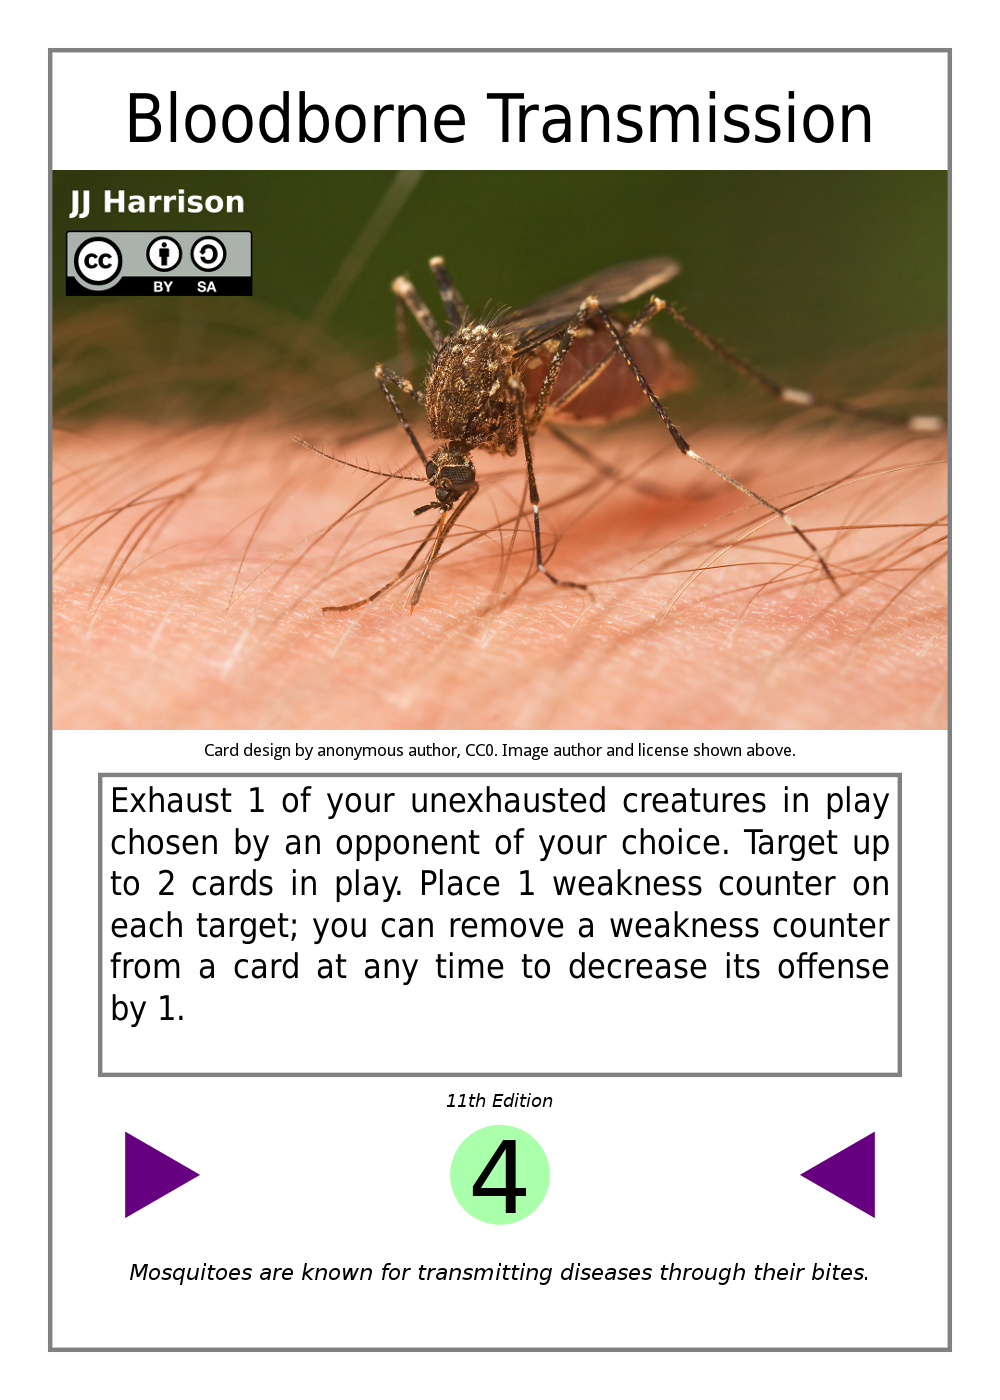 Bloodborne Transmission
JJ Harrison
cc BY SA
Card design by anonymous author, CC0. Image author and license shown above.
Exhaust 1 of your unexhausted creatures in play
chosen by an opponent of your choice. Target up
to 2 cards in play. Place 1 weakness counter on
each target; you can remove a weakness counter
from a card at any time to decrease its offense
by 1.
11th Edition
4
Mosquitoes are known for transmitting diseases through their bites.